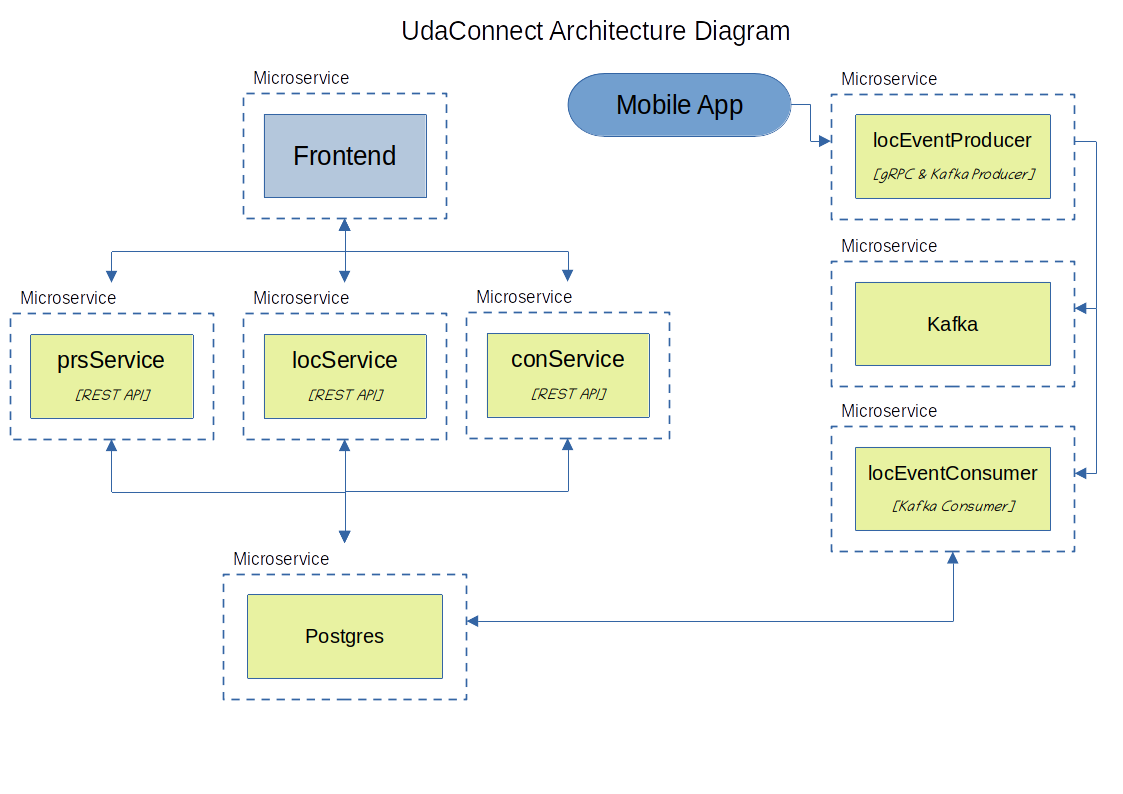 UdaConnect Architecture Diagram
Microservice
Frontend
Mobile App
Microservice
locEventProducer
[gRPC & Kafka Producer]
Microservice
Kafka
Microservice
prsService
[REST API]
Microservice
locService
[REST API]
Microservice
conService
[REST API]
Microservice
locEventConsumer
[Kafka Consumer]
Microservice
Postgres